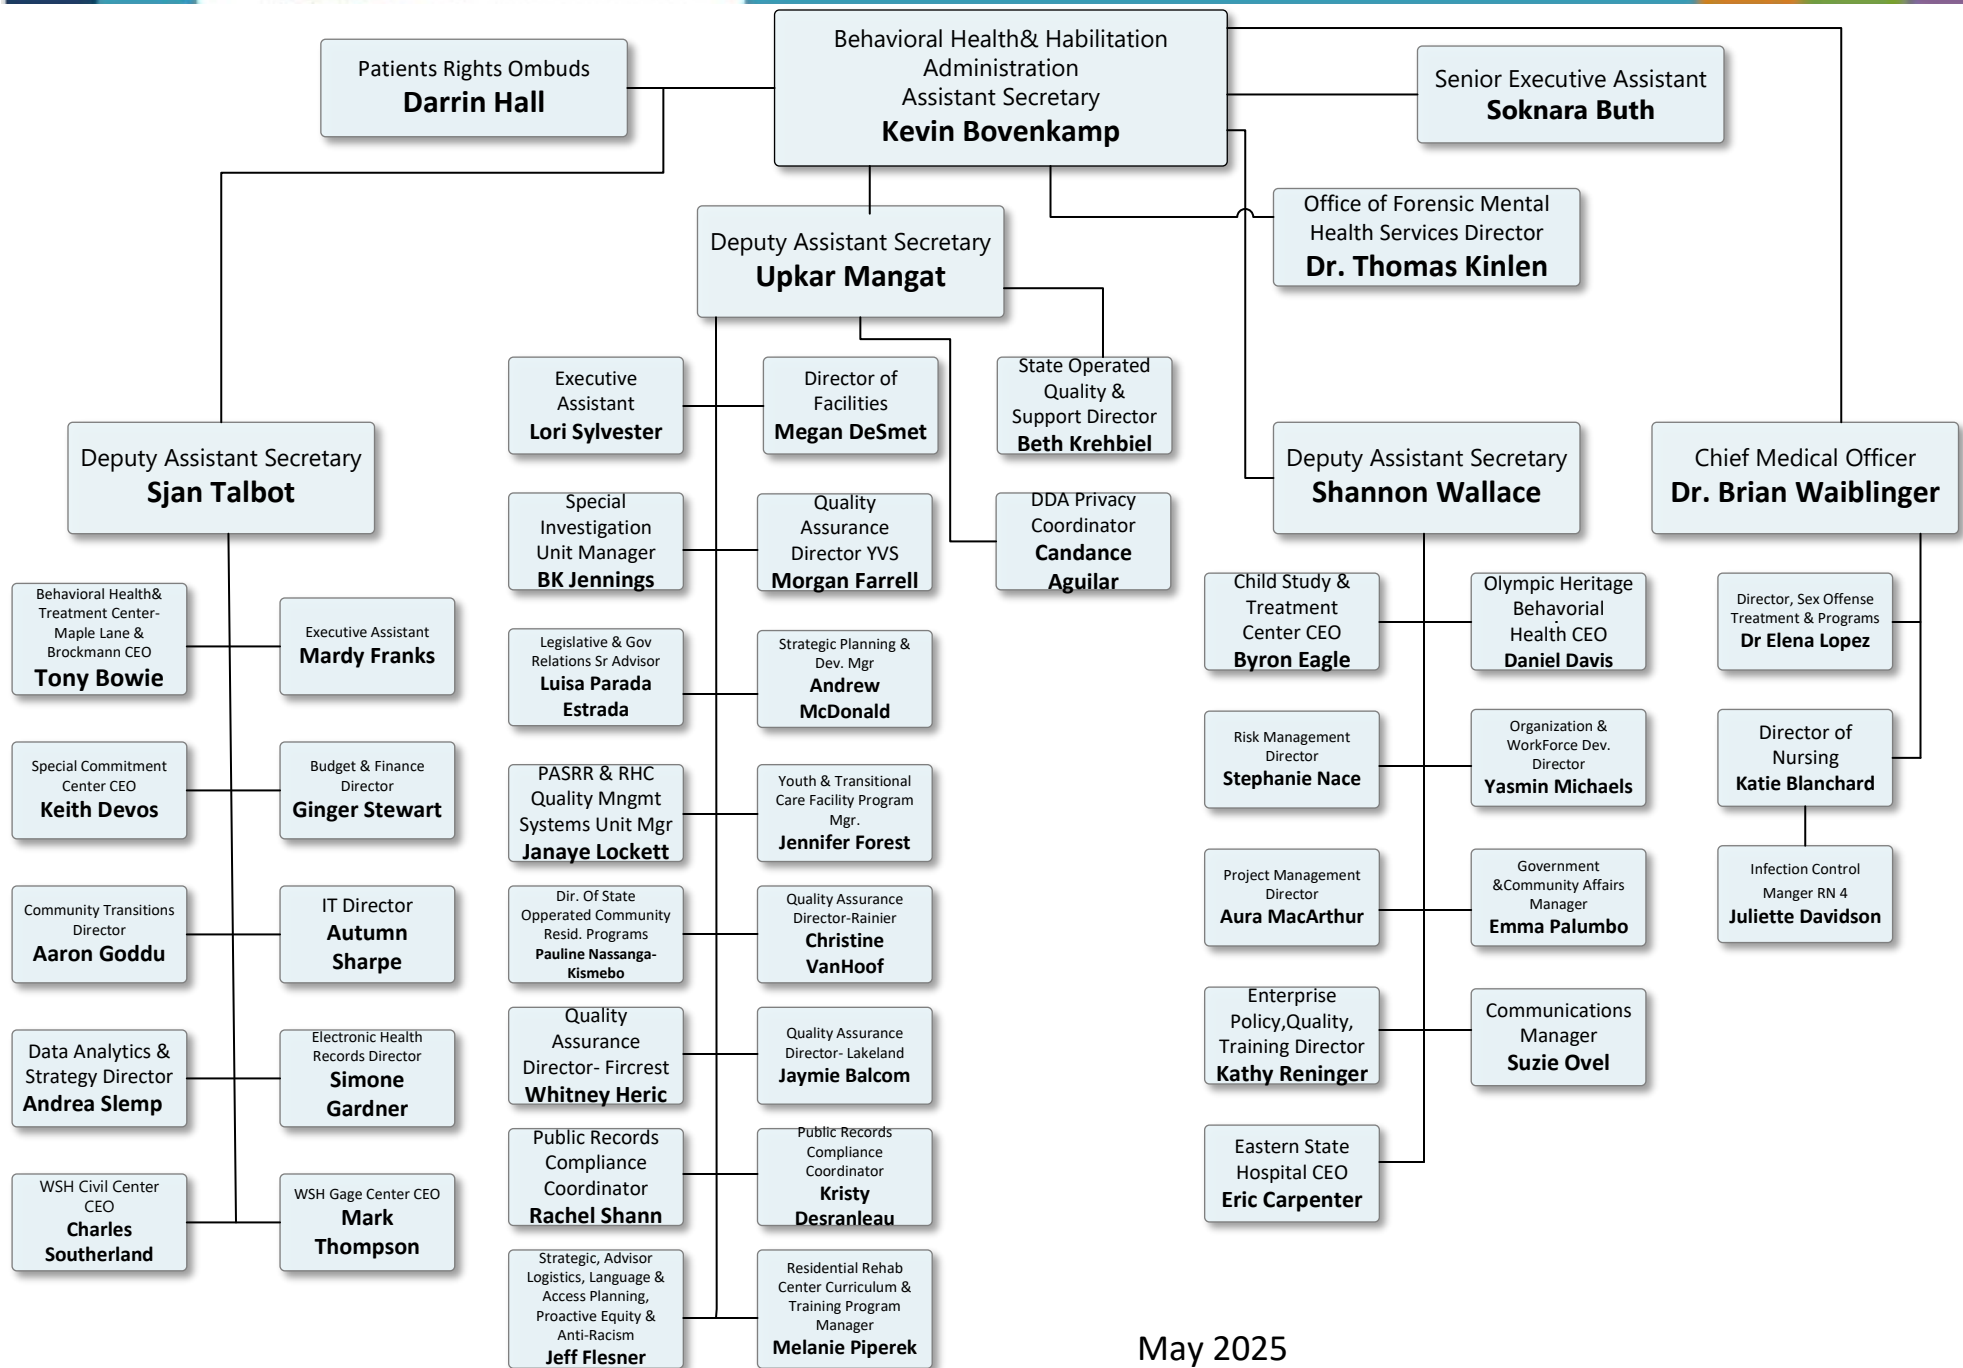 Behavioral Health& Habilitation
Administration
Assistant Secretary
Kevin Bovenkamp
Patients Rights Ombuds
Darrin Hall
Senior Executive Assistant
Soknara Buth
Office of Forensic Mental
Health Services Director
Dr. Thomas Kinlen
Deputy Assistant Secretary
Upkar Mangat
Deputy Assistant Secretary
Sjan Talbot
Deputy Assistant Secretary
Shannon Wallace
Chief Medical Officer
Dr. Brian Waiblinger
Behavioral Health&
Treatment Center-
Maple Lane &
Brockmann CEO
Tony Bowie
Executive Assistant
Mardy Franks
Special Commitment
Center CEO
Keith Devos
Budget & Finance
Director
Ginger Stewart
Community Transitions
Director
Aaron Goddu
IT Director
Autumn
Sharpe
Data Analytics &
Strategy Director
Andrea Slemp
Electronic Health
Records Director
Simone
Gardner
WSH Civil Center
CEO
Charles
Southerland
WSH Gage Center CEO
Mark
Thompson
Executive
Assistant
Lori Sylvester
Director of
Facilities
Megan DeSmet
State Operated
Quality &
Support Director
Beth Krehbiel
Special
Investigation
Unit Manager
BK Jennings
Quality
Assurance
Director YVS
Morgan Farrell
DDA Privacy
Coordinator
Candance
Aguilar
Legislative & Gov
Relations Sr Advisor
Luisa Parada
Estrada
Strategic Planning &
Dev. Mgr
Andrew
McDonald
PASRR & RHC
Quality Mngmt
Systems Unit Mgr
Janaye Lockett
Youth & Transitional
Care Facility Program
Mgr.
Jennifer Forest
Dir. Of State
Opperated Community
Resid. Programs
Pauline Nassanga-
Kismebo
Quality Assurance
Director-Rainier
Christine
VanHoof
Quality
Assurance
Director- Fircrest
Whitney Heric
Quality Assurance
Director- Lakeland
Jaymie Balcom
Public Records
Compliance
Coordinator
Rachel Shann
Public Records
Compliance
Coordinator
Kristy
Desranleau
Strategic, Advisor
Logistics, Language &
Access Planning,
Proactive Equity &
Anti-Racism
Jeff Flesner
Residential Rehab
Center Curriculum &
Training Program
Manager
Melanie Piperek
Child Study &
Treatment
Center CEO
Byron Eagle
Olympic Heritage
Behavorial
Health CEO
Daniel Davis
Risk Management
Director
Stephanie Nace
Organization &
WorkForce Dev.
Director
Yasmin Michaels
Project Management
Director
Aura MacArthur
Government
&Community Affairs
Manager
Emma Palumbo
Enterprise
Policy,Quality,
Training Director
Kathy Reninger
Communications
Manager
Suzie Ovel
Eastern State
Hospital CEO
Eric Carpenter
Director, Sex Offense
Treatment & Programs
Dr Elena Lopez
Director of
Nursing
Katie Blanchard
Infection Control
Manger RN 4
Juliette Davidson
May 2025